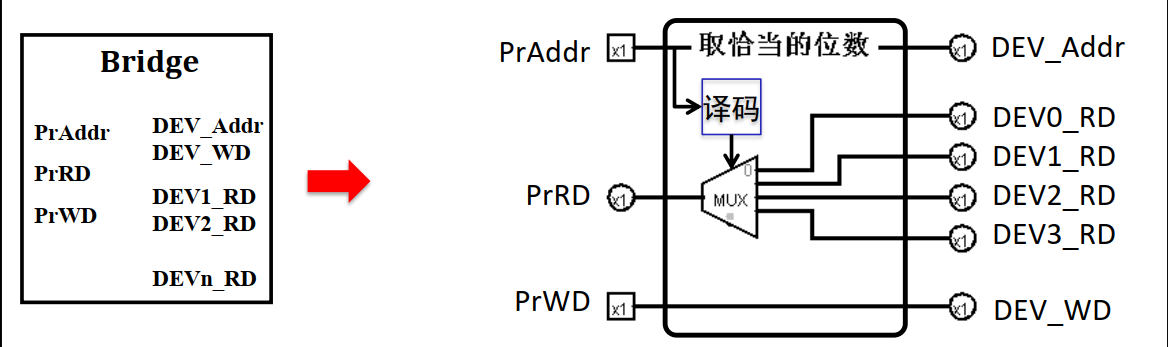 Bridge
PrAddr
PrRD
PrWD
DEV_Addr
DEV_WD
DEV1_RD
DEV2_RD
DEVn_RD
PrAddr x1 取恰当的位数 x1 DEV_Addr
译码
x1 DEV0_RD
x1 DEV1_RD
PrRD x1 0 MUX x1 DEV2_RD
x1 DEV3_RD
PrWD x1 x1 DEV_WD